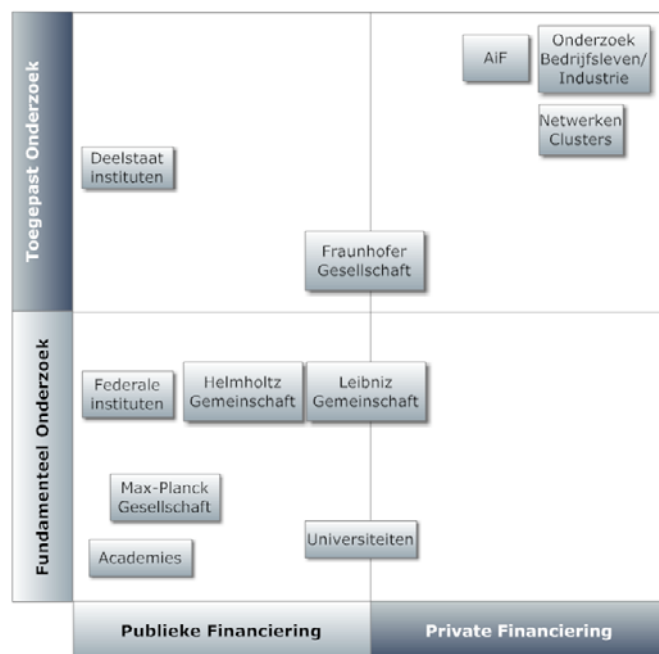 Toegepast Onderzoek
AiF
Onderzoek
Bedrijfsleven/
Industrie
Netwerken
Clusters
Deelstaat
instituten
Fraunhofer
Gesellschaft
Fundamenteel Onderzoek
Federale
instituten
Helmholtz
Gemeinschaft
Leibniz
Gemeinschaft
Max-Planck
Gesellschaft
Universiteiten
Academies
Publieke Financiering
Private Financiering